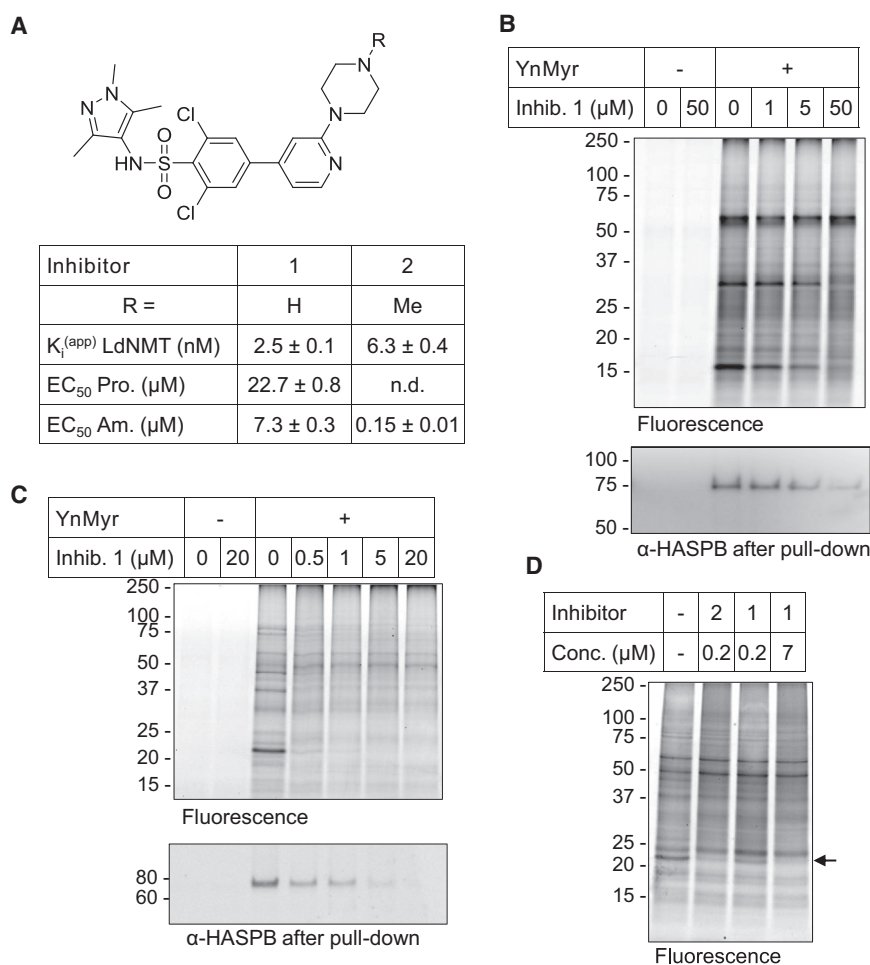 A
R
N
N
N
N
N
Cl
O
HN
S
O
Cl
Inhibitor 1 2
R = H Me
Ki(app) LdNMT (nM) 2.5 ± 0.1 6.3 ± 0.4
EC50 Pro. (µM) 22.7 ± 0.8 n.d.
EC50 Am. (µM) 7.3 ± 0.3 0.15 ± 0.01
B
YnMyr - +
Inhib. 1 (µM) 0 50 0 1 5 50
250 -
100 -
75 -
50 -
37 -
25 -
20 -
15 -
Fluorescence
100 -
75 -
50 -
α-HASPB after pull-down
C
YnMyr - +
Inhib. 1 (µM) 0 20 0 0.5 1 5 20
250 -
100 -
75 -
50 -
37 -
25 -
20 -
15 -
Fluorescence
80 -
60 -
α-HASPB after pull-down
D
Inhibitor - 2 1 1
Conc. (µM) - 0.2 0.2 7
250 -
100 -
75 -
50 -
37 -
25 -
20 -
15 -
Fluorescence